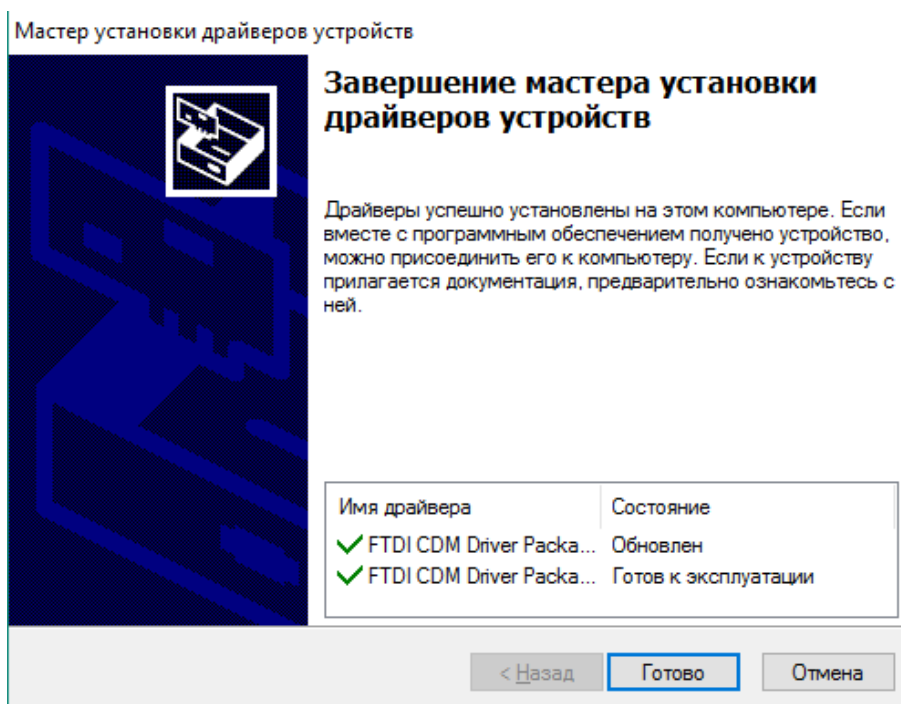 Мастер установки драйверов устройств
Завершение мастера установки
драйверов устройств
Драйверы успешно установлены на этом компьютере. Если
вместе с программным обеспечением получено устройство,
можно присоединить его к компьютеру. Если к устройству
прилагается документация, предварительно ознакомьтесь с
ней.
Имя драйвера Состояние
FTDI CDM Driver Packa... Обновлен
FTDI CDM Driver Packa... Готов к эксплуатации
< Назад Готово Отмена